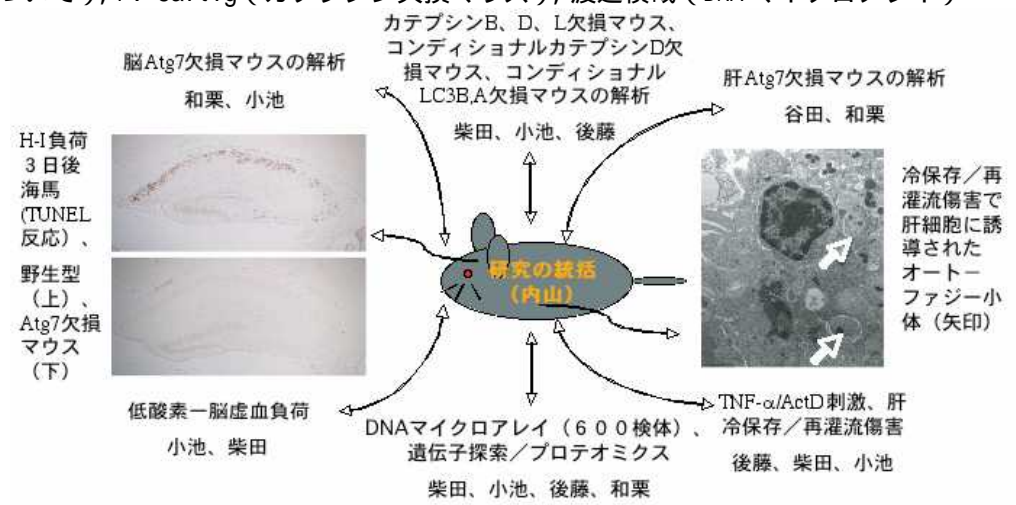 カテプシンB、D、L欠損マウス、
コンディショナルカテプシンD欠
損マウス、コンディショナル
LC3B,A欠損マウスの解析
柴田、小池、後藤
脳Atg7欠損マウスの解析
和栗、小池
肝Atg7欠損マウスの解析
谷田、和栗
H-I負荷
3日後
海馬
(TUNEL
反応)、
野生型
(上)、
Atg7欠損
マウス
(下)
研究の統括
(内山)
冷保存/再
灌流傷害で
肝細胞に誘
導された
オートー
ファジー小
体(矢印)
低酸素ー脳虚血負荷
小池、柴田
DNAマイクロアレイ(600検体)、
遺伝子探索/プロテオミクス
柴田、小池、後藤、和栗
TNF-α/ActD刺激、肝
冷保存/再灌流傷害
後藤、柴田、小池